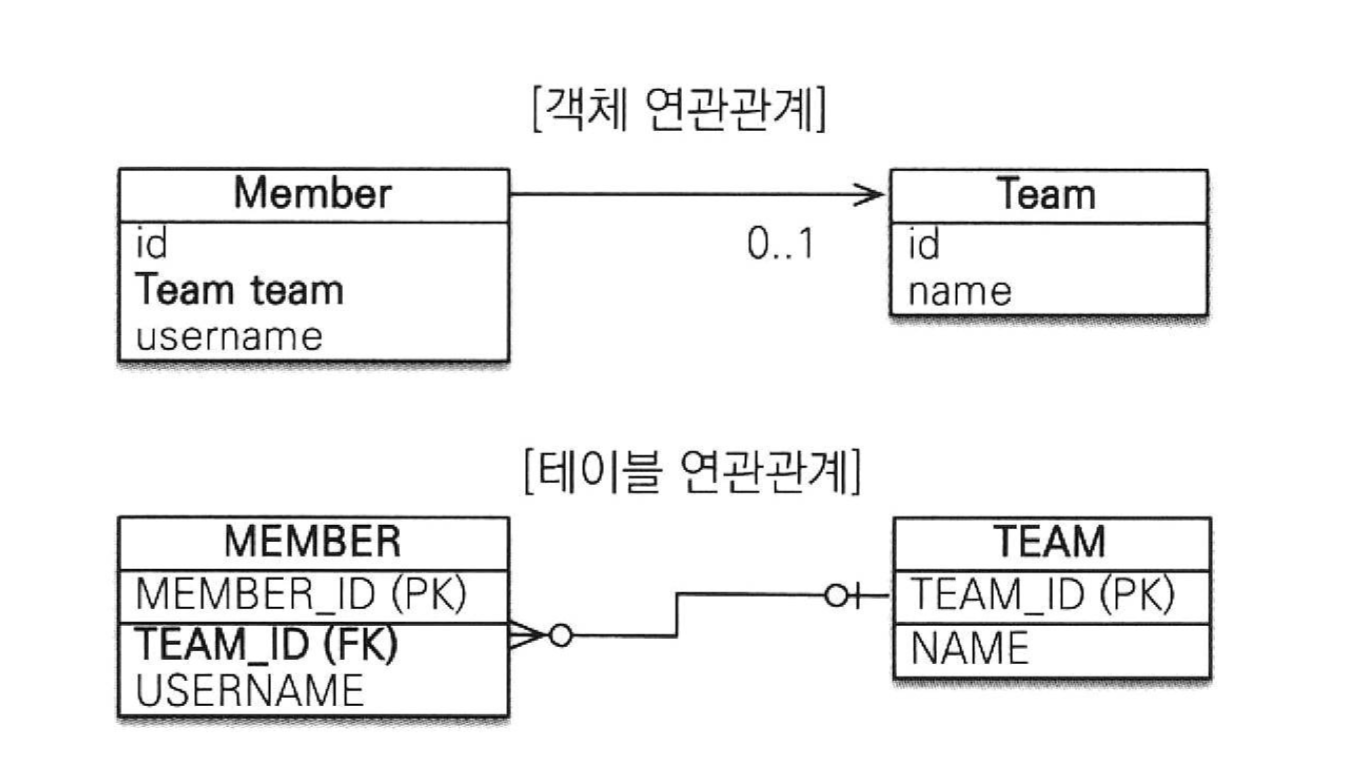 [객체 연관관계]
Member
id
Team team
username
0..1
Team
id
name
[테이블 연관관계]
MEMBER
MEMBER_ID (PK)
TEAM_ID (FK)
USERNAME
TEAM
TEAM_ID (PK)
NAME